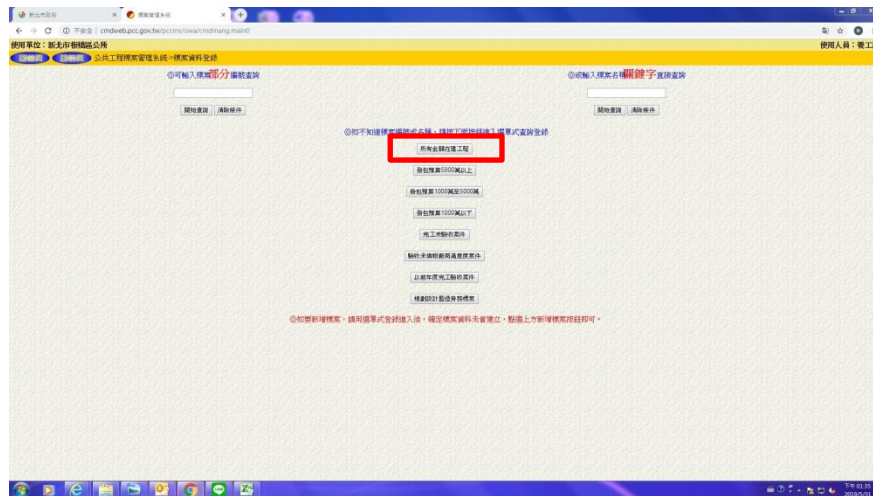 新北市政府
標案管理系統
不安全 | cmdweb.pcc.gov.tw/pccms/owa/cmdmang.main0
使用單位：新北市板橋區公所
使用人員：養工
公共工程標案管理系統->標案資料登錄
◎可輸入標案部分編號查詢
◎或輸入標案名稱關鍵字直接查詢
開始查詢 清除條件
開始查詢 清除條件
◎如不知道標案編號或名稱，請按下面按鈕進入選單式查詢登錄
所有金額在建工程
發包預算5000萬以上
發包預算1000萬至5000萬
發包預算1000萬以下
完工未驗收案件
驗收未填報廠商滿意度案件
以前年度完工驗收案件
規劃設計監造勞務標案
◎如要新增標案，請用選單式登錄進入後，確定標案資料未曾建立，點選上方新增標案按鈕即可。
下午 01:35